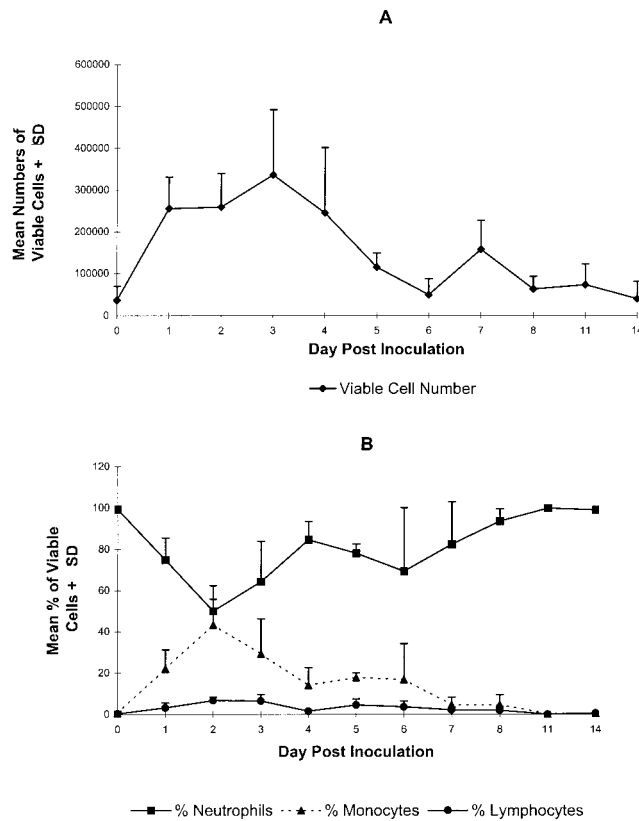 A
Mean Numbers of
Viable Cells + SD
600000
500000
400000
300000
200000
100000
0
0 1 2 3 4 5 6 7 8 11 14
Day Post Inoculation
Viable Cell Number
B
Mean % of Viable
Cells + SD
120
100
80
60
40
20
0
0 1 2 3 4 5 6 7 8 11 14
Day Post Inoculation
% Neutrophils % Monocytes % Lymphocytes